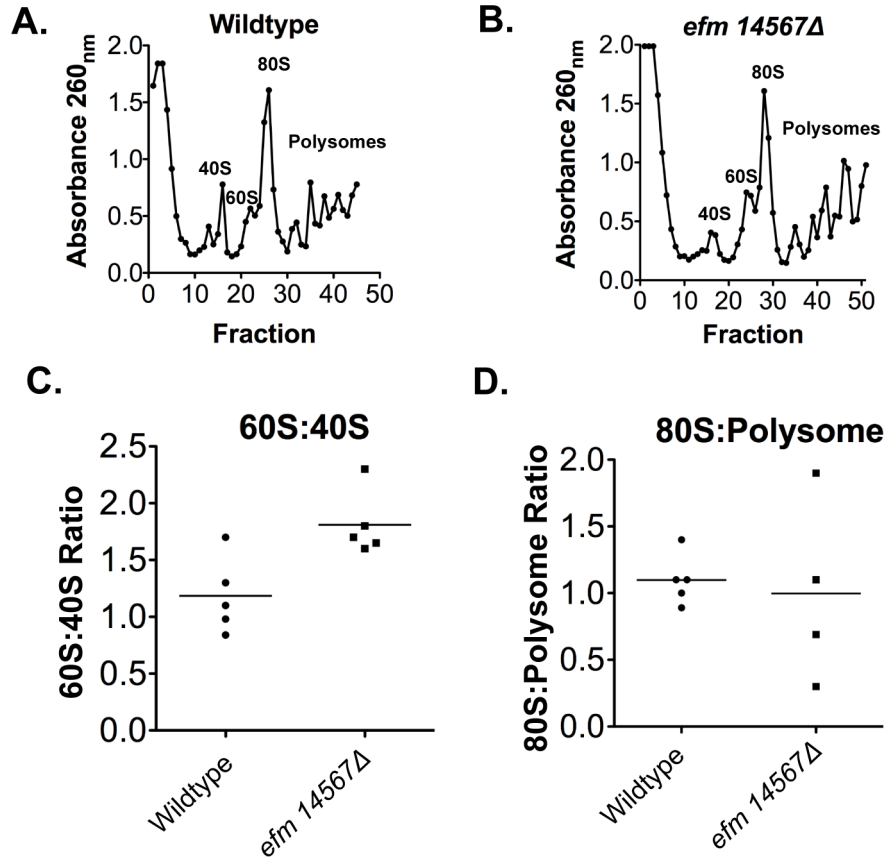 A.
Wildtype
Absorbance 260nm
2.0
1.5
1.0
0.5
0.0
80S
40S
60S
Polysomes
0 10 20 30 40 50
Fraction
B.
efm 14567Δ
Absorbance 260nm
2.0
1.5
1.0
0.5
0.0
80S
60S
40S
Polysomes
0 10 20 30 40 50
Fraction
C.
60S:40S
60S:40S Ratio
2.5
2.0
1.5
1.0
0.5
0.0
Wildtype
efm 14567Δ
D.
80S:Polysome
80S:Polysome Ratio
2.0
1.5
1.0
0.5
0.0
Wildtype
efm 14567Δ